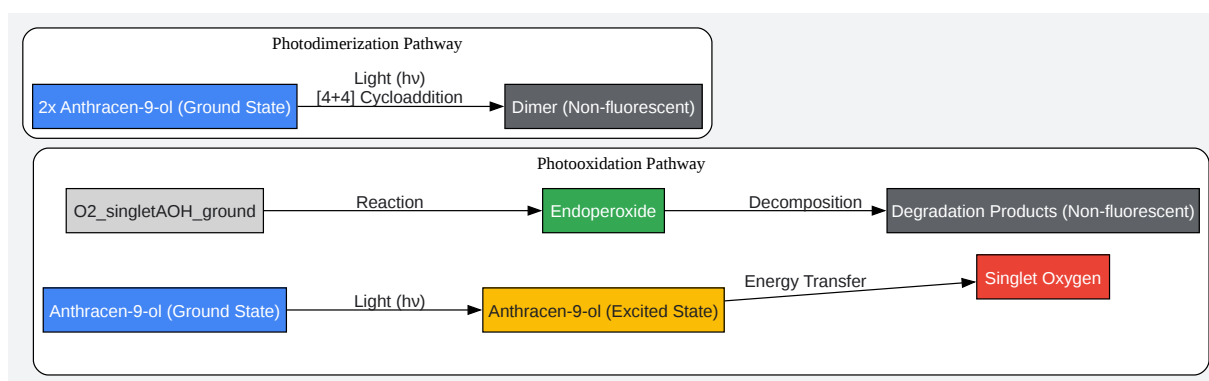 Photodimerization Pathway
Light (hν)
[4+4] Cycloaddition
2x Anthracen-9-ol (Ground State)
Dimer (Non-fluorescent)
Photooxidation Pathway
O2_singletAOH_ground
Reaction
Endoperoxide
Decomposition
Degradation Products (Non-fluorescent)
Anthracen-9-ol (Ground State)
Light (hν)
Anthracen-9-ol (Excited State)
Energy Transfer
Singlet Oxygen